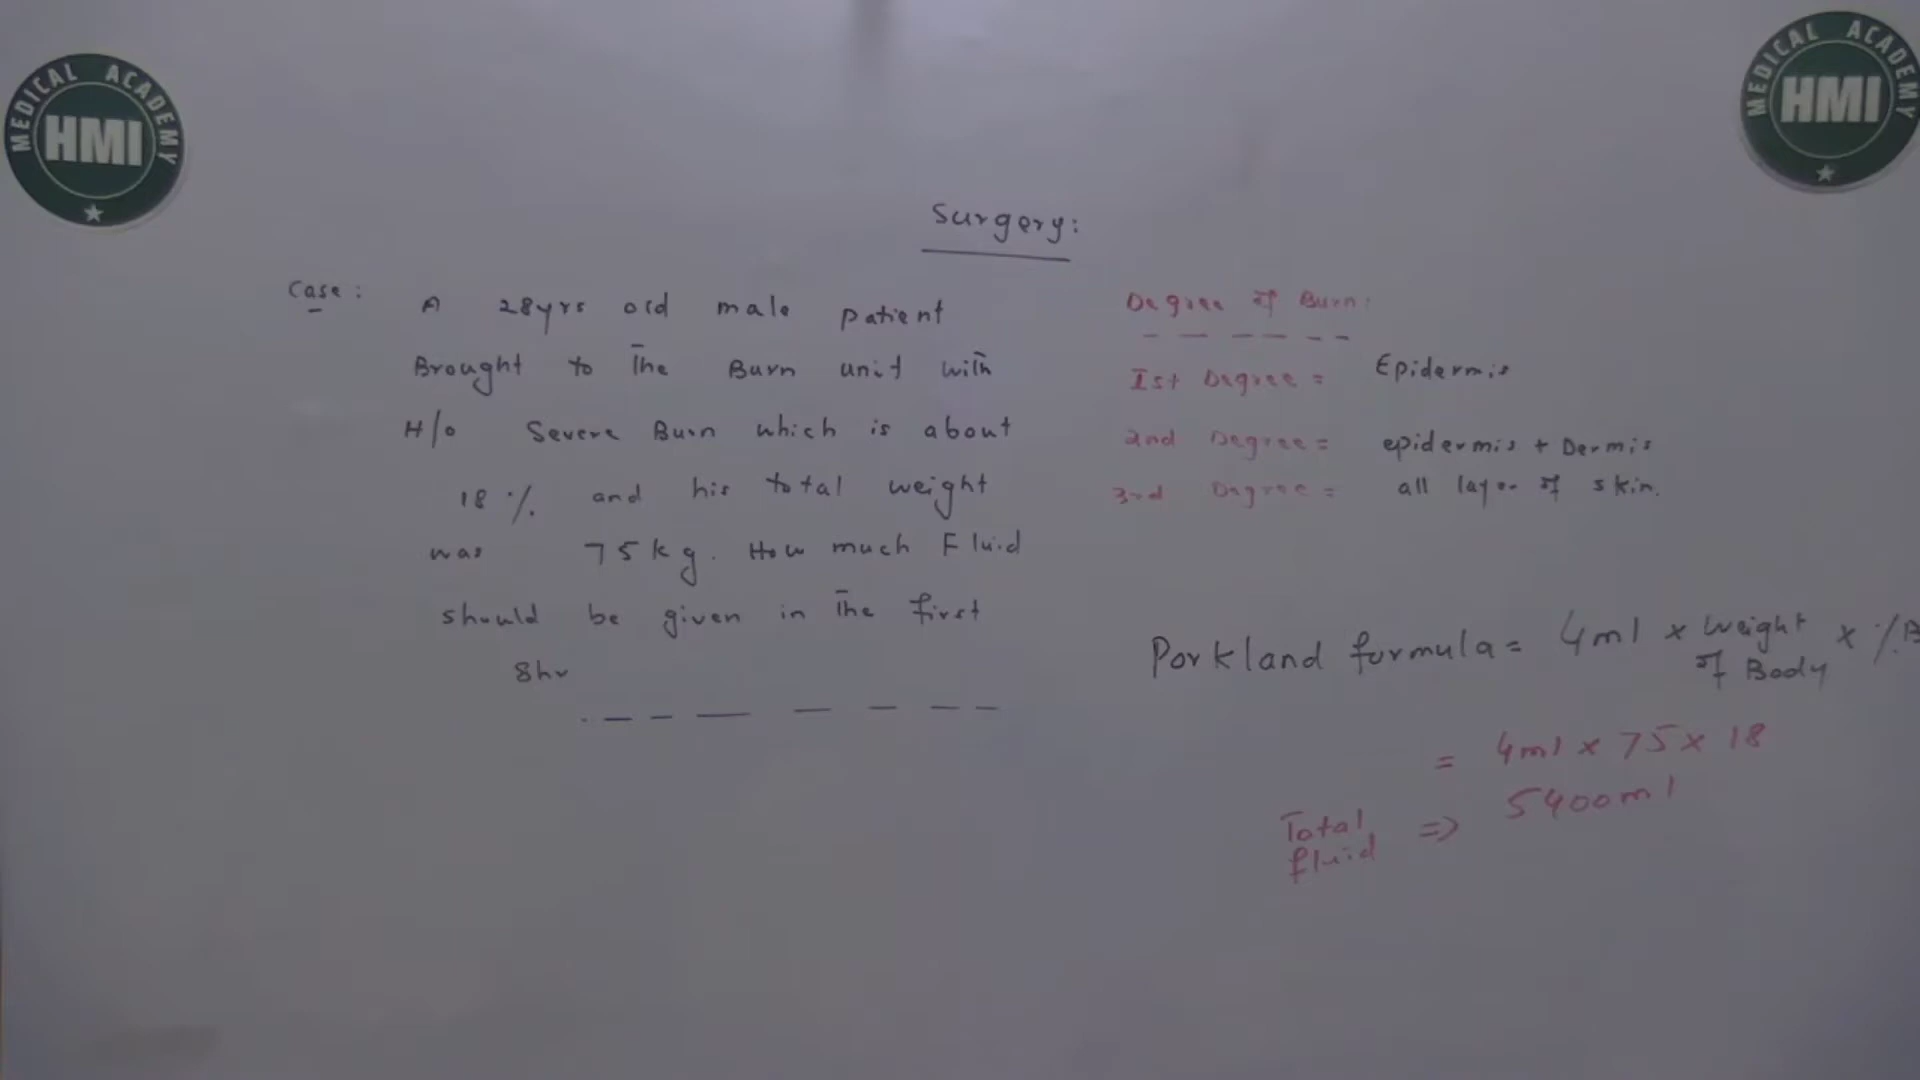 MEDICAL ACADEMY
HMI
MEDICAL ACADEMY
HMI
Surgery:
Case: A 28yrs old male patient
Brought to The Burn unit with
H/o Severe Burn which is about
18 % and his total weight
was 75kg. How much Fluid
should be given in The first
8hr
Degree of Burn:
Ist Degree = Epidermis
2nd Degree = epidermis + Dermis
3rd Degree = all layer of skin.
Porkland formula = 4ml x weight of Body x %B
= 4ml x 75 x 18
Total fluid => 5400ml